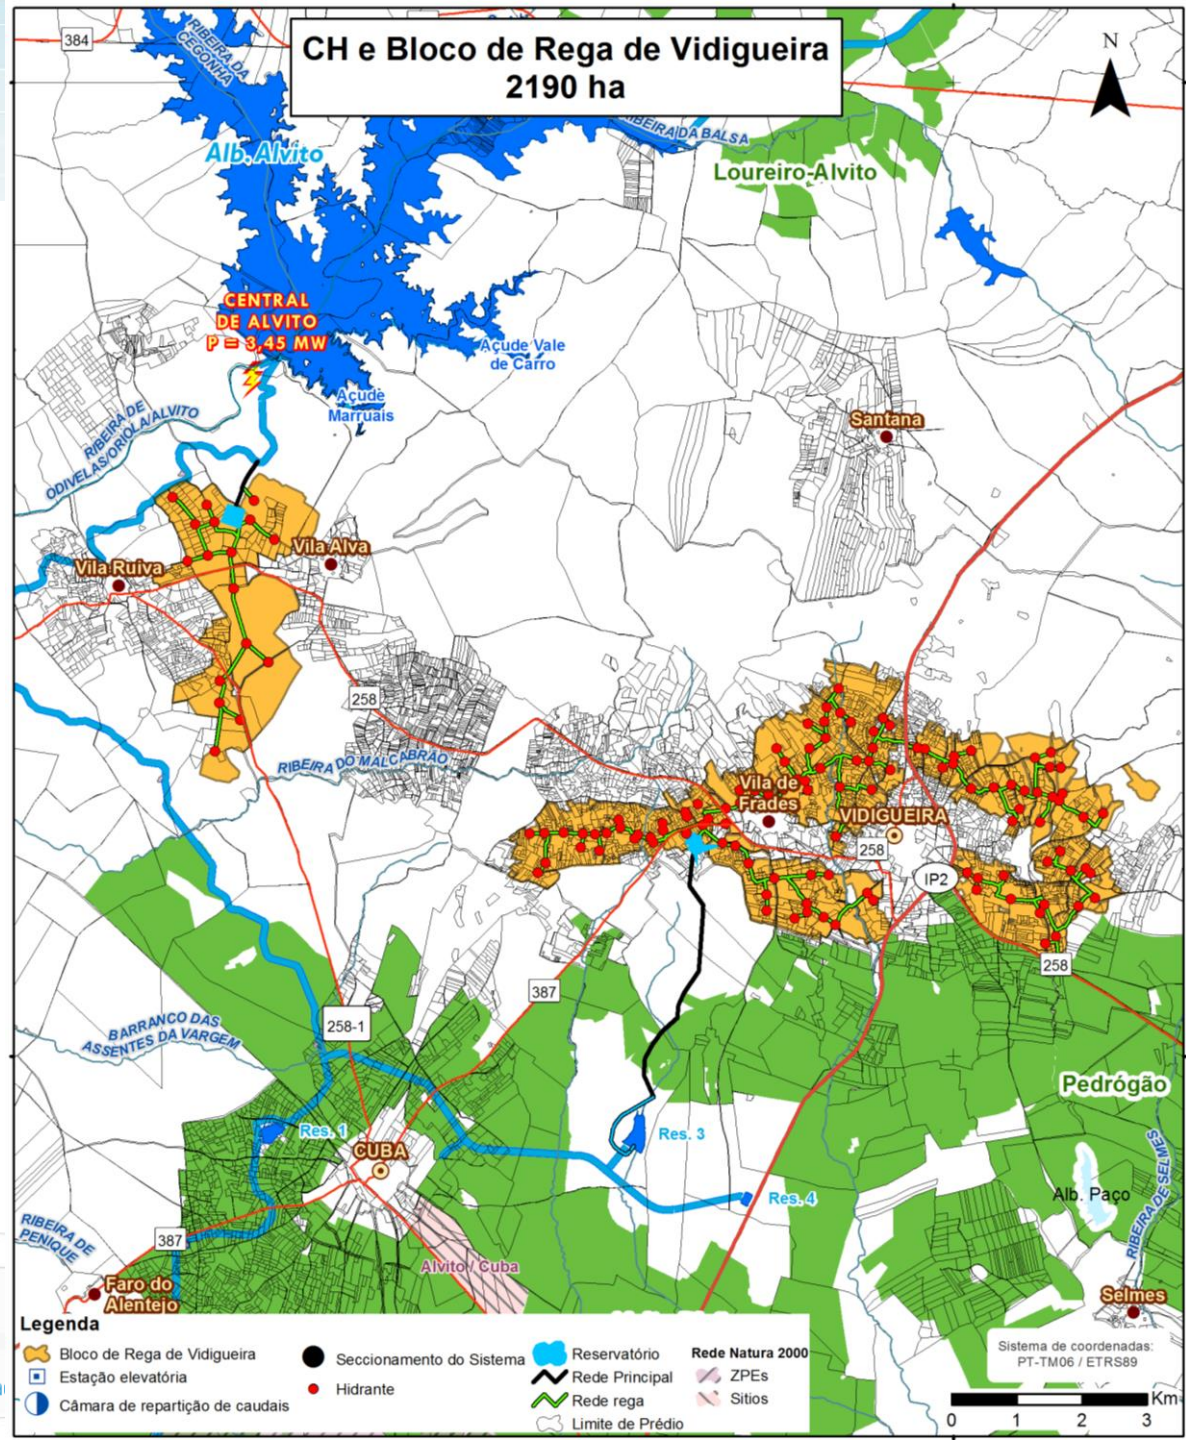 CH e Bloco de Rega de Vidigueira
2190 ha
384
RIBEIRA DA
CEGONHA
N
RIBEIRA DA BALSA
Alb. Alvito
Loureiro-Alvito
CENTRAL
DE ALVITO
P = 3,45 MW
Açude Vale
de Carro
Açude
Marruais
RIBEIRA DE
ODIVELAS/ORIOLA/ALVITO
Santana
Vila Alva
Vila Ruiva
258
RIBEIRA DO MALCABRÃO
Vila de
Frades
VIDIGUEIRA
258
IP2
258
387
258-1
BARRANCO DAS
ASSENTES DA VARGEM
Pedrógão
Res. 1
Res. 3
CUBA
Res. 4
Alb. Paço
RIBEIRA DE SELMES
RIBEIRA DE
PENIQUE
387
Alvito / Cuba
Faro do
Alentejo
Selmes
Legenda
Bloco de Rega de Vidigueira
Estação elevatória
Câmara de repartição de caudais
Seccionamento do Sistema
Hidrante
Reservatório
Rede Principal
Rede rega
Limite de Prédio
Rede Natura 2000
ZPEs
Sitios
Sistema de coordenadas:
PT-TM06 / ETRS89
Km
0 1 2 3